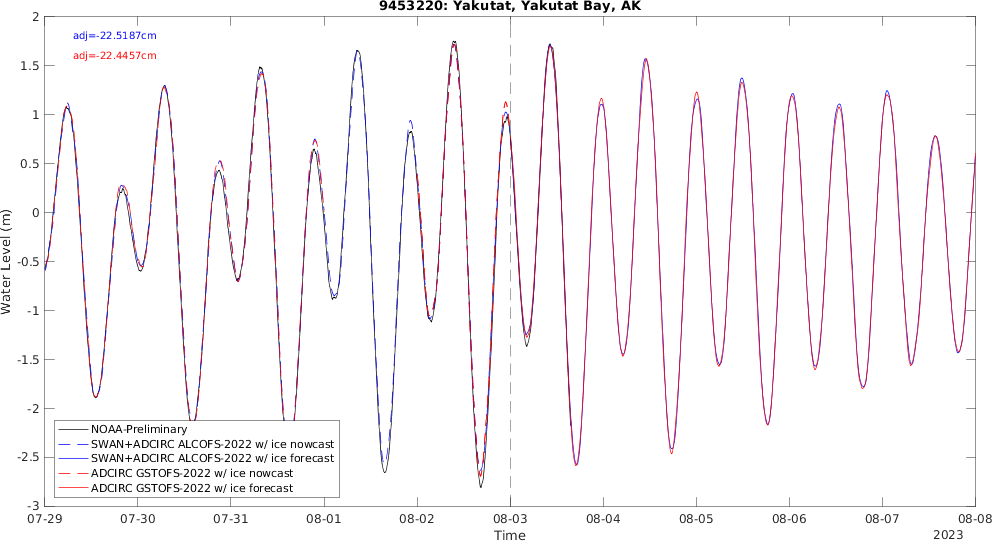 9453220: Yakutat, Yakutat Bay, AK
adj=-22.5187cm
adj=-22.4457cm
Water Level (m)
2
1.5
1
0.5
0
-0.5
-1
-1.5
-2
-2.5
-3
NOAA-Preliminary
SWAN+ADCIRC ALCOFS-2022 w/ ice nowcast
SWAN+ADCIRC ALCOFS-2022 w/ ice forecast
ADCIRC GSTOFS-2022 w/ ice nowcast
ADCIRC GSTOFS-2022 w/ ice forecast
07-29 07-30 07-31 08-01 08-02 08-03 08-04 08-05 08-06 08-07 08-08
Time
2023